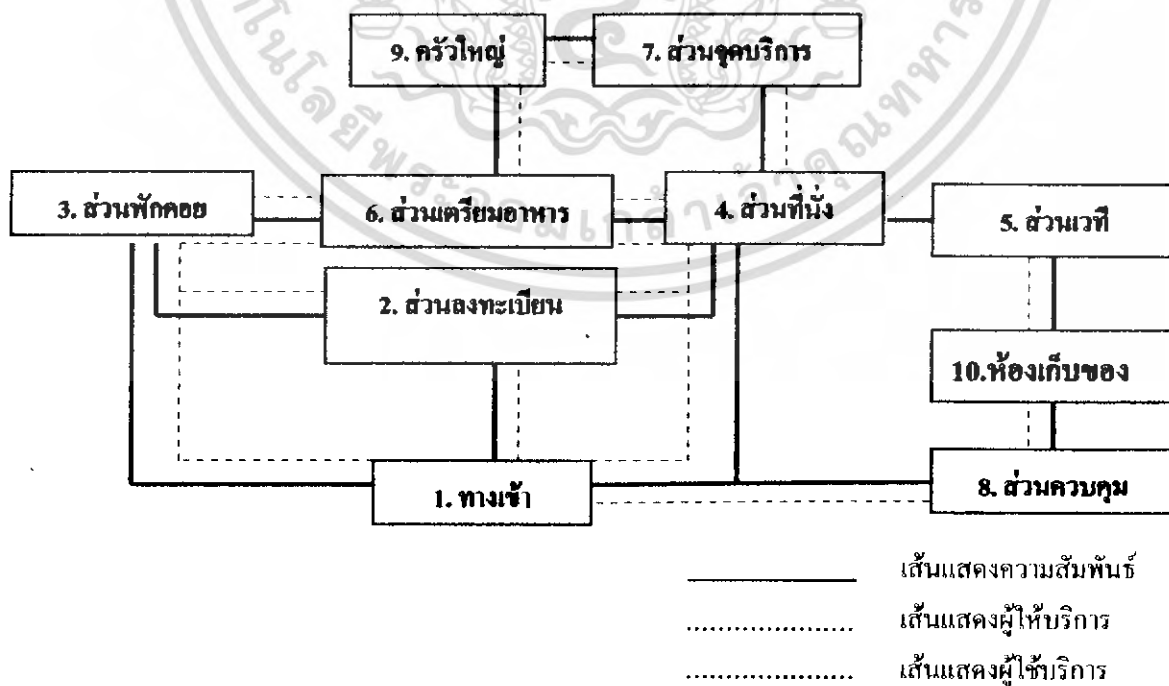 9. ครัวใหญ่
7. ส่วนชุดบริการ
3. ส่วนพักคอย
6. ส่วนเตรียมอาหาร
4. ส่วนที่นั่ง
5. ส่วนเวที
2. ส่วนลงทะเบียน
10.ห้องเก็บของ
1. ทางเข้า
8. ส่วนควบคุม
เส้นแสดงความสัมพันธ์
เส้นแสดงผู้ให้บริการ
เส้นแสดงผู้ใช้บริการ